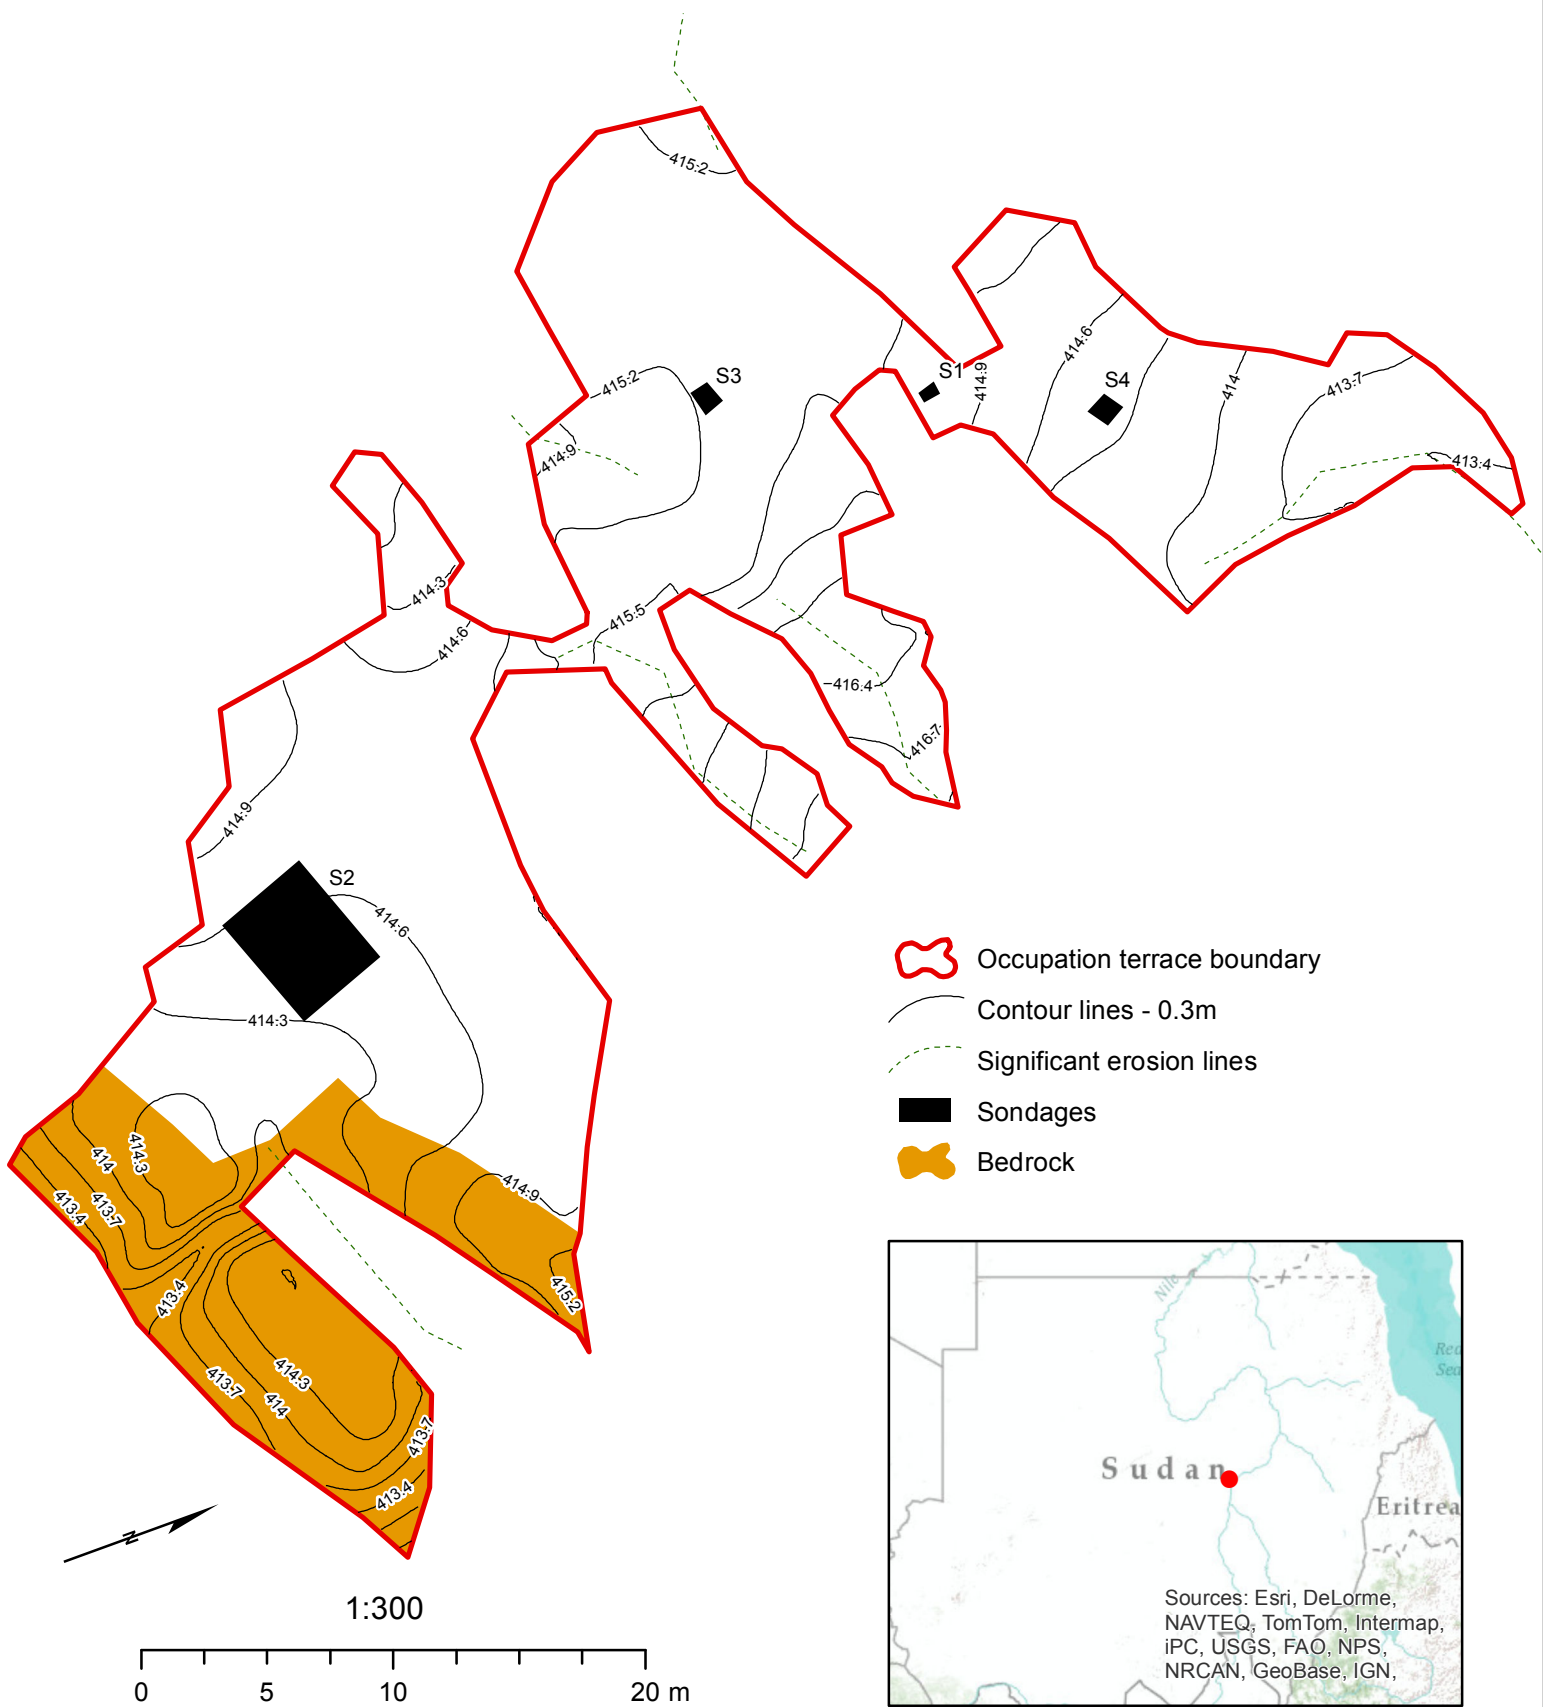 415.2
S3
415.2
414.9
S1
414.9
414.6
S4
414
413.7
413.4
414.3
414.6
415.5
416.4
416.7
414.9
S2
414.6
414.3
Occupation terrace boundary
Contour lines - 0.3m
Significant erosion lines
Sondages
Bedrock
414.3
414
413.7
413.4
414.9
415.2
413.4
414.3
414
413.7
413.7
413.4
N
1:300
0 5 10 20 m
Nile
Red
Sea
Sudan
Eritrea
Sources: Esri, DeLorme,
NAVTEQ, TomTom, Intermap,
iPC, USGS, FAO, NPS,
NRCAN, GeoBase, IGN,